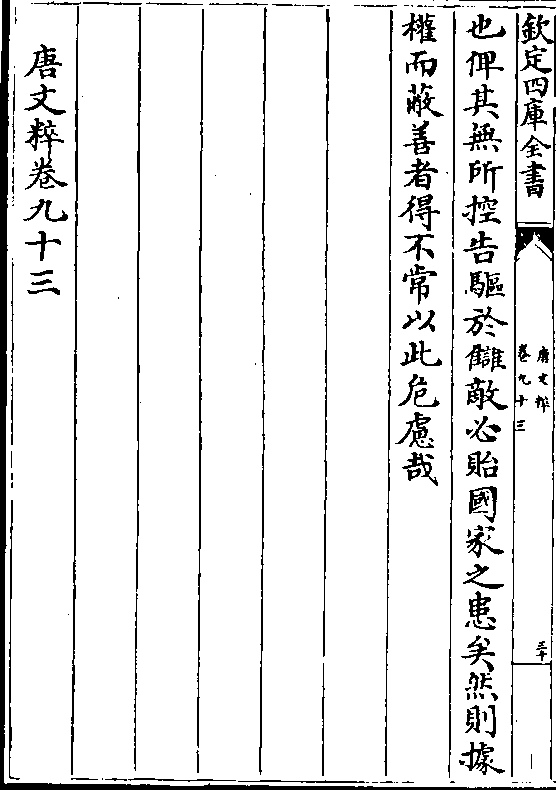 欽定四庫全書
唐文粹
卷九十三
三十
也俾其無所控告驅於讎敵必貽國家之患矣然則據
權而蔽善者得不常以此危慮哉
唐文粹卷九十三